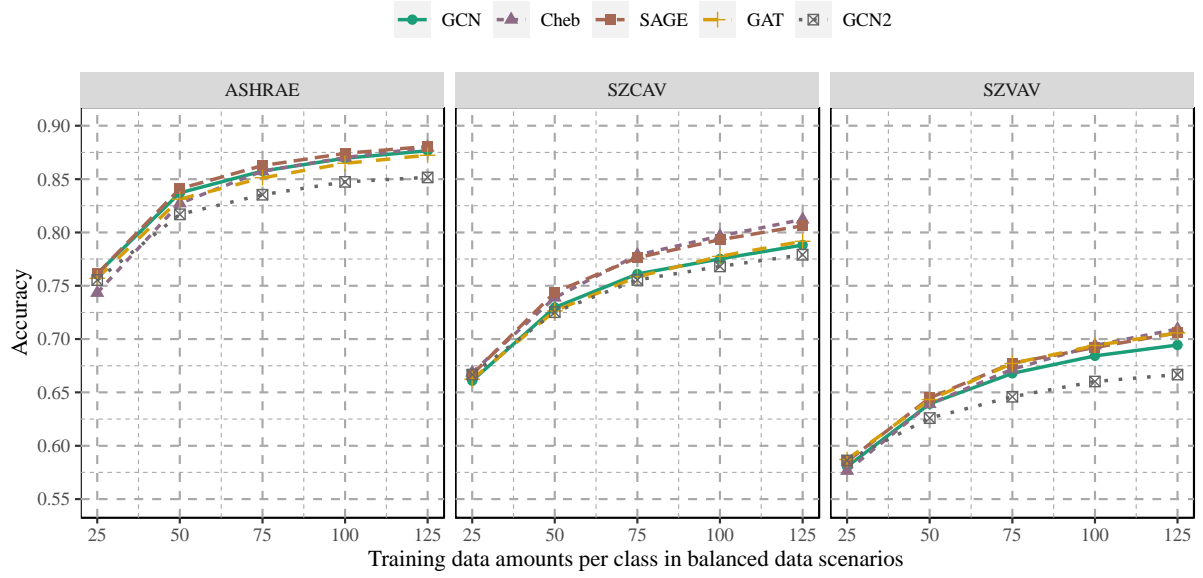 GCN Cheb SAGE GAT GCN2
ASHRAE SZCAV SZVAV
0.90
0.85
0.80
0.75
0.70
0.65
0.60
0.55
Accuracy
25 50 75 100 125 25 50 75 100 125 25 50 75 100 125
Training data amounts per class in balanced data scenarios